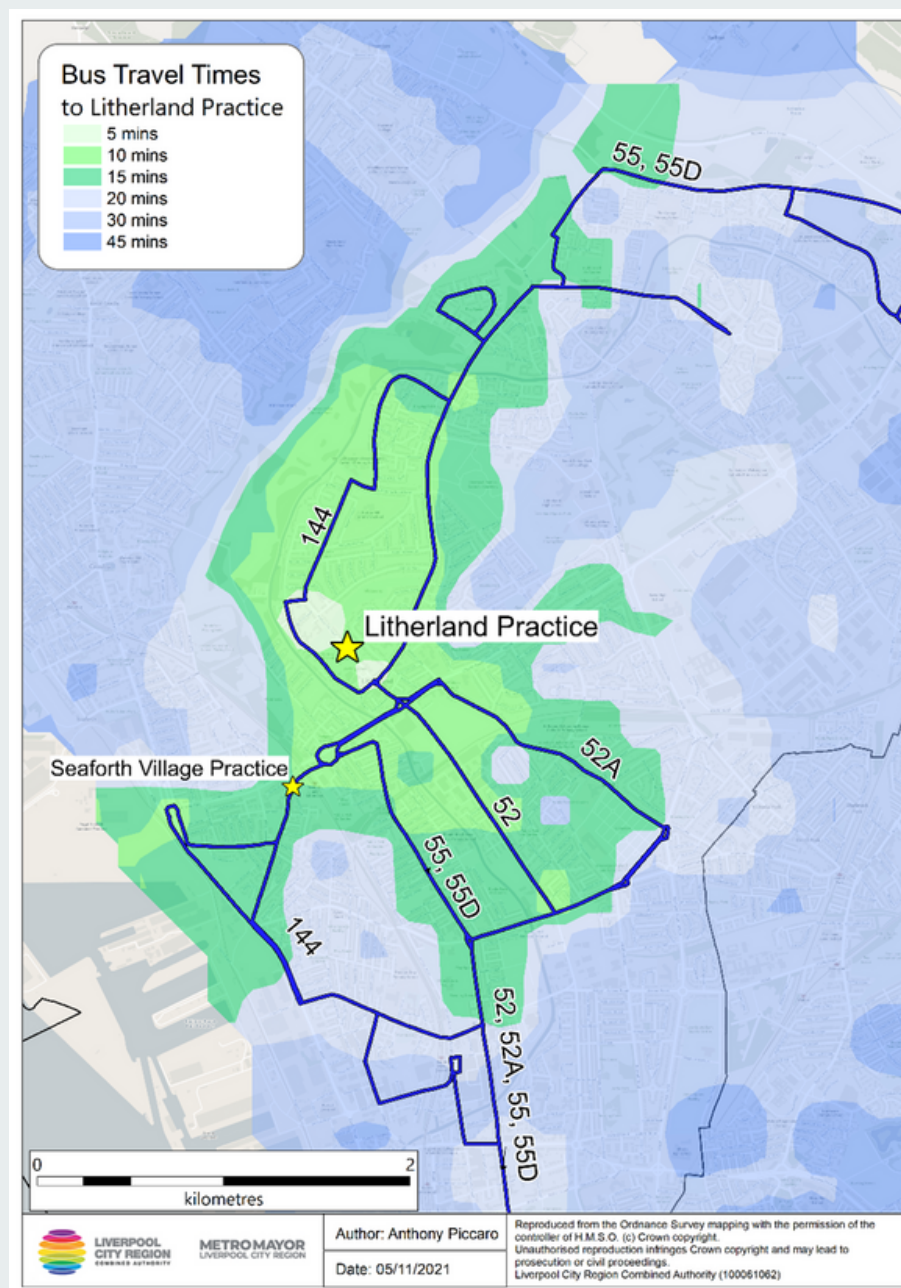 Bus Travel Times
to Litherland Practice
5 mins
10 mins
15 mins
20 mins
30 mins
45 mins
55, 55D
144
Litherland Practice
Seaforth Village Practice
52A
52
55, 55D
144
52, 52A, 55, 55D
0 2
kilometres
LIVERPOOL
CITY REGION
COMBINED AUTHORITY
METROMAYOR
LIVERPOOL CITY REGION
Author: Anthony Piccaro
Date: 05/11/2021
Reproduced from the Ordnance Survey mapping with the permission of the
controller of H.M.S.O. (c) Crown copyright.
Unauthorised reproduction infringes Crown copyright and may lead to
prosecution or civil proceedings.
Liverpool City Region Combined Authority (100061062)